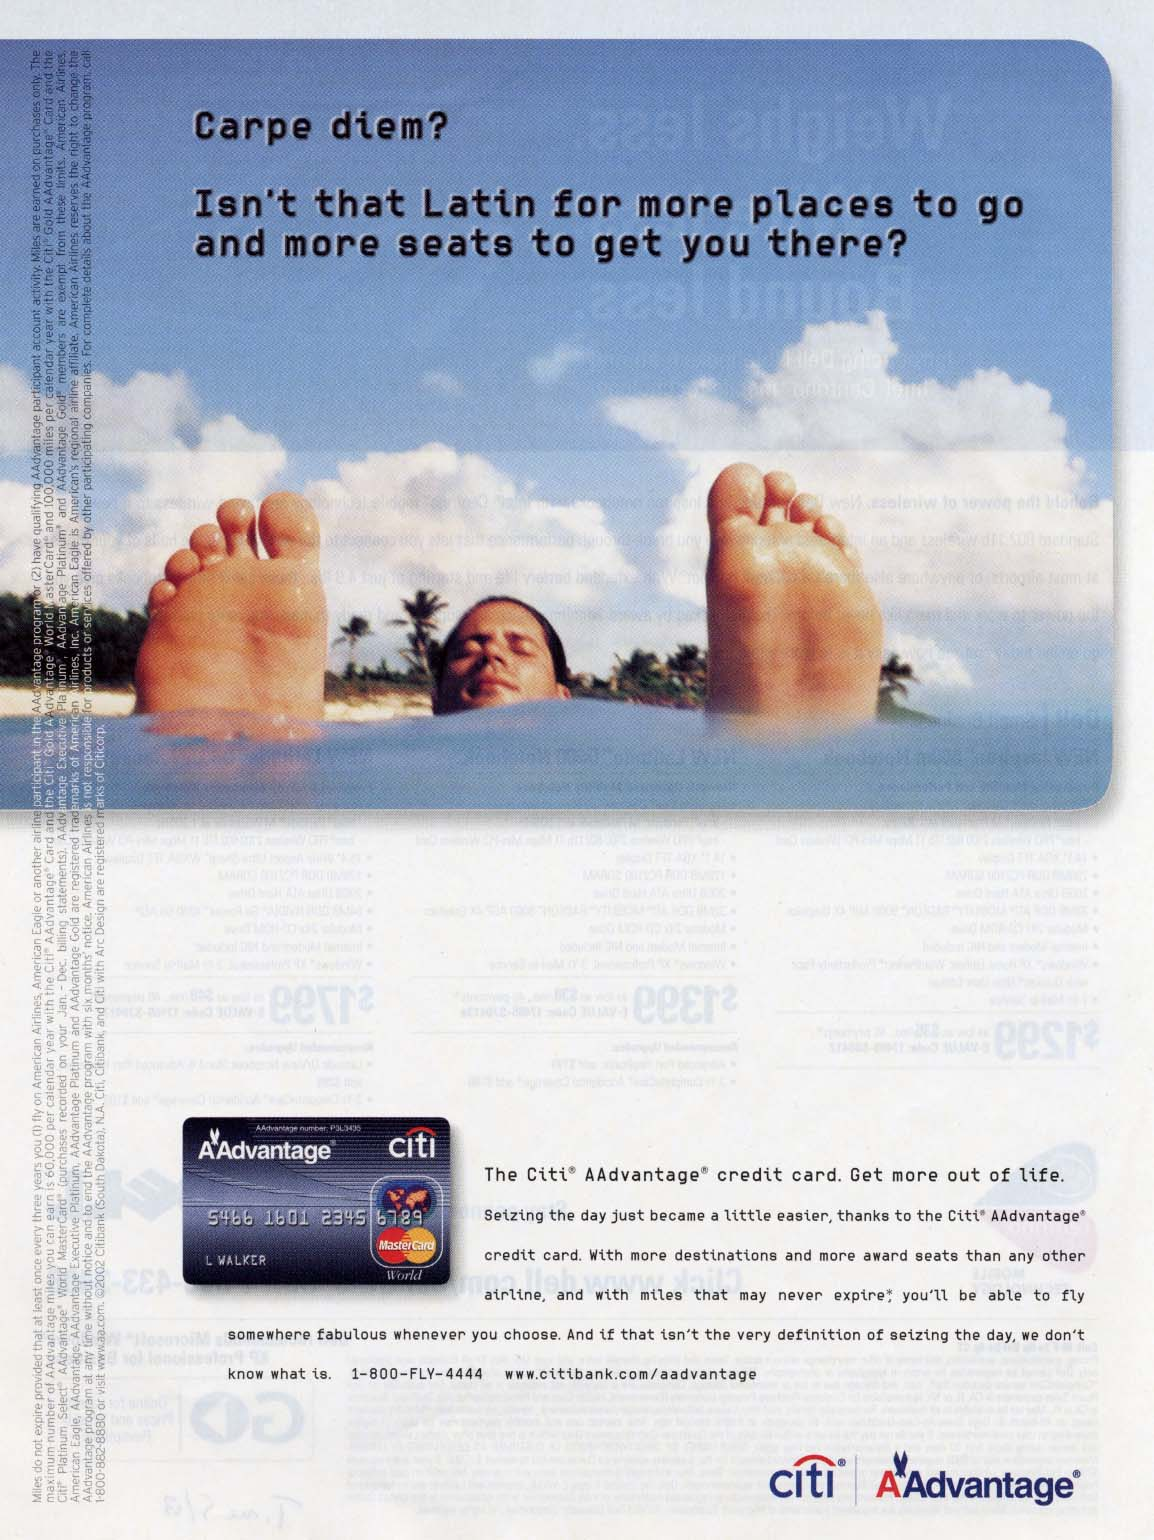 Carpe diem?
Isn't that Latin for more places to go
and more seats to get you there?
AAdvantage number: P3L3435
AAdvantage®
citi
5466 1601 2345 6789
L WALKER
MasterCard
World
The Citi® AAdvantage® credit card. Get more out of life.
Seizing the day just became a little easier, thanks to the Citi® AAdvantage®
credit card. With more destinations and more award seats than any other
airline, and with miles that may never expire*, you'll be able to fly
somewhere fabulous whenever you choose. And if that isn't the very definition of seizing the day, we don't
know what is. 1-800-FLY-4444 www.citibank.com/aadvantage
citi® AAdvantage®
Miles do not expire provided that at least once every three years you (1) fly on American Airlines, American Eagle or another airline participant in the AAdvantage program or (2) have qualifying AAdvantage participant account activity. Miles are earned on purchases only. The
maximum number of AAdvantage miles you can earn is 60,000 per calendar year with the Citi® AAdvantage® Card and the Citi® Gold AAdvantage® World MasterCard® and 100,000 miles per calendar year with the Citi® Gold AAdvantage® Card and the
Citi® Platinum Select® AAdvantage® World MasterCard® (purchases recorded on your Jan. - Dec. billing statements). AAdvantage Executive Platinum®, AAdvantage Platinum® and AAdvantage Gold® members are exempt from these limits. American Airlines,
American Eagle, AAdvantage, AAdvantage Executive Platinum, AAdvantage Platinum and AAdvantage Gold are registered trademarks of American Airlines, Inc. American Eagle is American's regional airline affiliate. American Airlines reserves the right to change the
AAdvantage program at any time without notice and to end the AAdvantage program with six months' notice. American Airlines is not responsible for products or services offered by other participating companies. For complete details about the AAdvantage program, call
1-800-882-8880 or visit www.aa.com. ©2002 Citibank (South Dakota), N.A. Citi, Citibank, and Citi with Arc Design are registered marks of Citicorp.